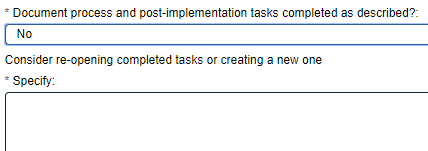 * Document process and post-implementation tasks completed as described?:
No
Consider re-opening completed tasks or creating a new one
* Specify: